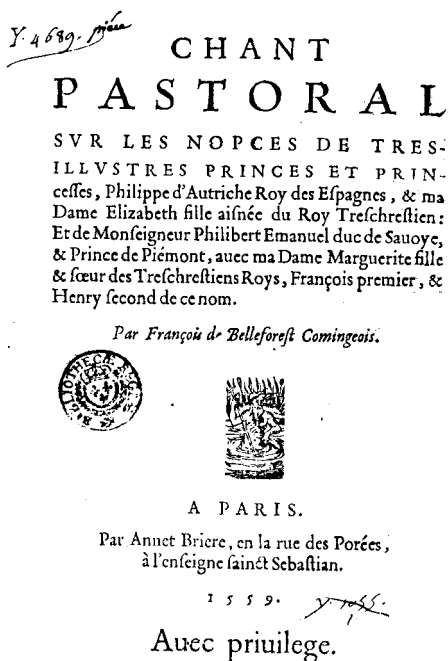 Y. 4689. pièce
CHANT
PASTORAL
SVR LES NOPCES DE TRES-
ILLVSTRES PRINCES ET PRIN-
ceſſes, Philippe d'Autriche Roy des Eſpagnes, & ma
Dame Elizabeth fille aiſnée du Roy Treſchreſtien:
Et de Monſeigneur Philibert Emanuel duc de Sauoye,
& Prince de Piémont, auec ma Dame Marguerite fille
& ſœur des Treſchreſtiens Roys, François premier, &
Henry ſecond de ce nom.
Par François de Belleforeſt Comingeois.
BIBLIOTHECÆ
A PARIS.
Par Annet Briere, en la rue des Porées,
à l'enſeigne ſainct Sebaſtian.
1559.
Auec priuilege.